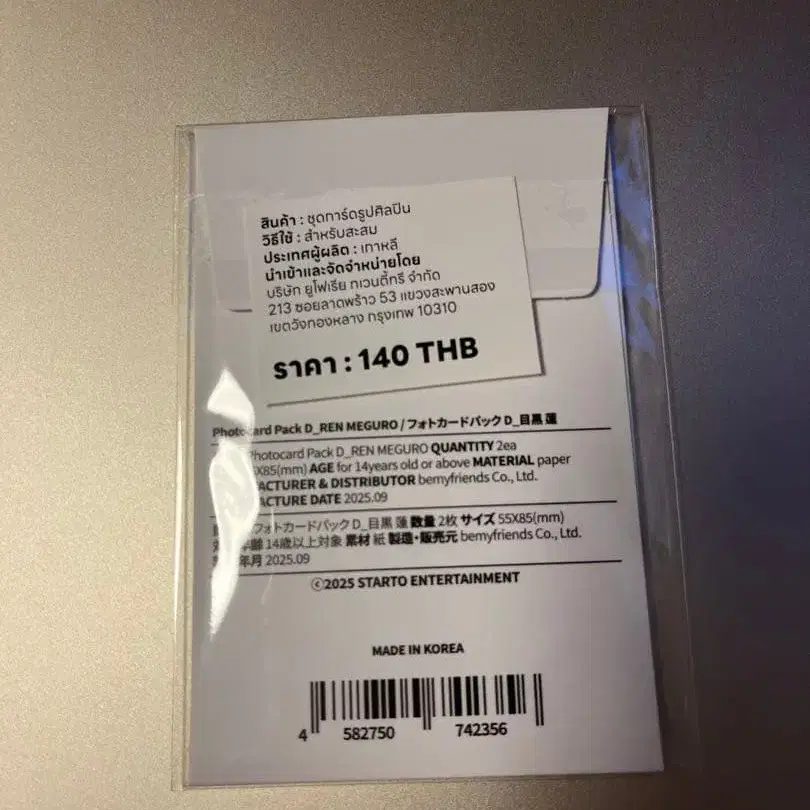 สินค้า : ชุดการ์ดรูปศิลปิน
วิธีใช้ : สำหรับสะสม
ประเทศผู้ผลิต : เกาหลี
นำเข้าและจัดจำหน่ายโดย
บริษัท ยูโฟเรีย ทเวนตี้ทรี จำกัด
213 ซอยลาดพร้าว 53 แขวงสะพานสอง
เขตวังทองหลาง กรุงเทพ 10310
ราคา : 140 THB
Photocard Pack D_REN MEGURO / フォトカードパック D_目黒 蓮
Photocard Pack D_REN MEGURO QUANTITY 2ea
X85(mm) AGE for 14years old or above MATERIAL paper
FACTURER & DISTRIBUTOR bemyfriends Co., Ltd.
ACTURE DATE 2025.09
フォトカードパック D_目黒 蓮 数量 2枚 サイズ 55X85(mm)
年齢 14歳以上対象 素材 紙 製造・販売元 bemyfriends Co., Ltd.
年月 2025.09
ⓒ2025 STARTO ENTERTAINMENT
MADE IN KOREA
4 582750 742356